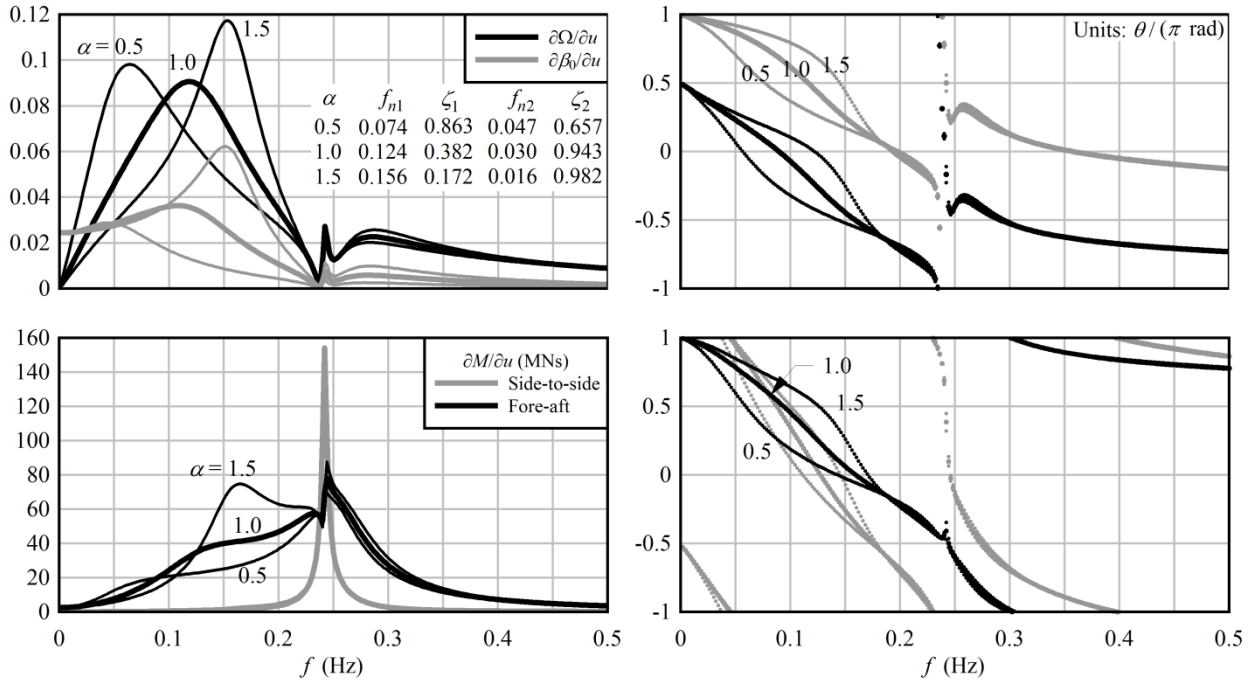 0.12
0.1
0.08
0.06
0.04
0.02
0
α = 0.5
1.0
1.5
∂Ω/∂u
∂β₀/∂u
α fₙ₁ ζ₁ fₙ₂ ζ₂
0.5 0.074 0.863 0.047 0.657
1.0 0.124 0.382 0.030 0.943
1.5 0.156 0.172 0.016 0.982
1
0.5
0
-0.5
-1
Units: θ/(π rad)
0.5
1.0
1.5
160
140
120
100
80
60
40
20
0
∂M/∂u (MNs)
Side-to-side
Fore-aft
α = 1.5
1.0
0.5
0 0.1 0.2 0.3 0.4 0.5
f (Hz)
1
0.5
0
-0.5
-1
1.0
1.5
0.5
0 0.1 0.2 0.3 0.4 0.5
f (Hz)